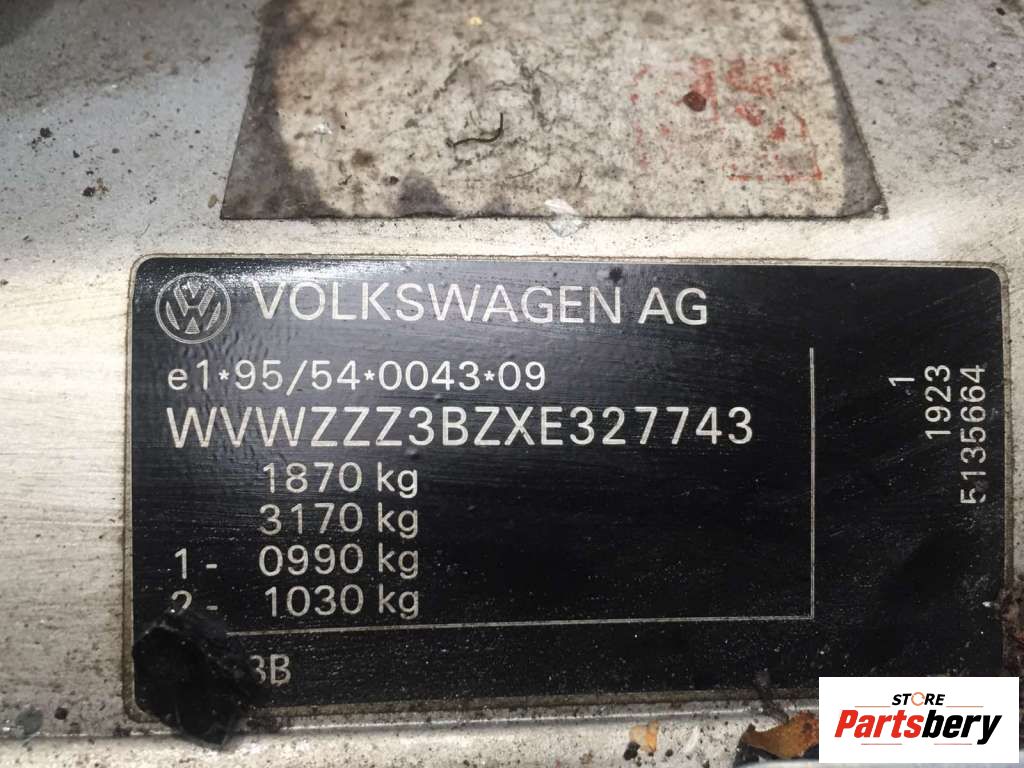 VOLKSWAGEN AG
e1*95/54*0043*09
WVWZZZ3BZXE327743
1870 kg
3170 kg
1- 0990 kg
2- 1030 kg
3B
1
1923
5135664
STORE
Partsbery